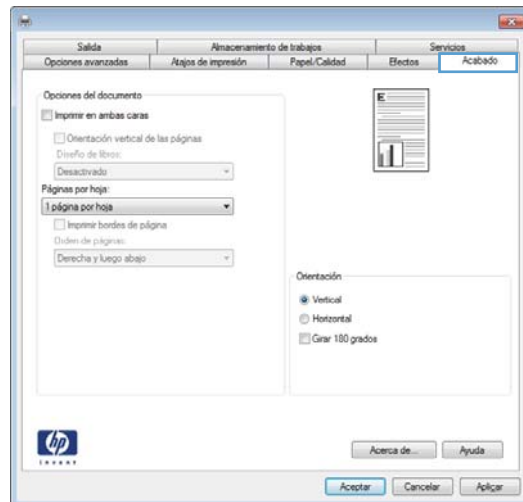 Salida Almacenamiento de trabajos Servicios
Opciones avanzadas Atajos de impresión Papel/Calidad Efectos Acabado
Opciones del documento
Imprimir en ambas caras
Orientación vertical de las páginas
Diseño de libros:
Desactivado
Páginas por hoja:
1 página por hoja
Imprimir bordes de página
Orden de páginas:
Derecha y luego abajo
E
Orientación
Vertical
Horizontal
Girar 180 grados
hp
invent
Acerca de... Ayuda
Aceptar Cancelar Aplicar